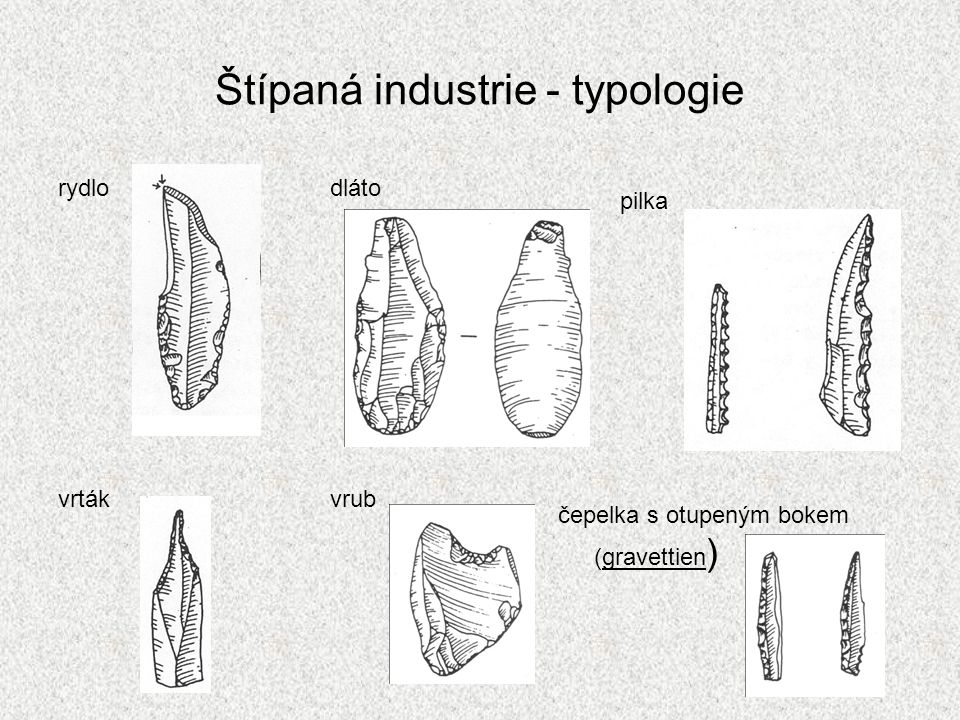 Štípaná industrie - typologie
rydlo
dláto
pilka
vrták
vrub
čepelka s otupeným bokem
(gravettien)